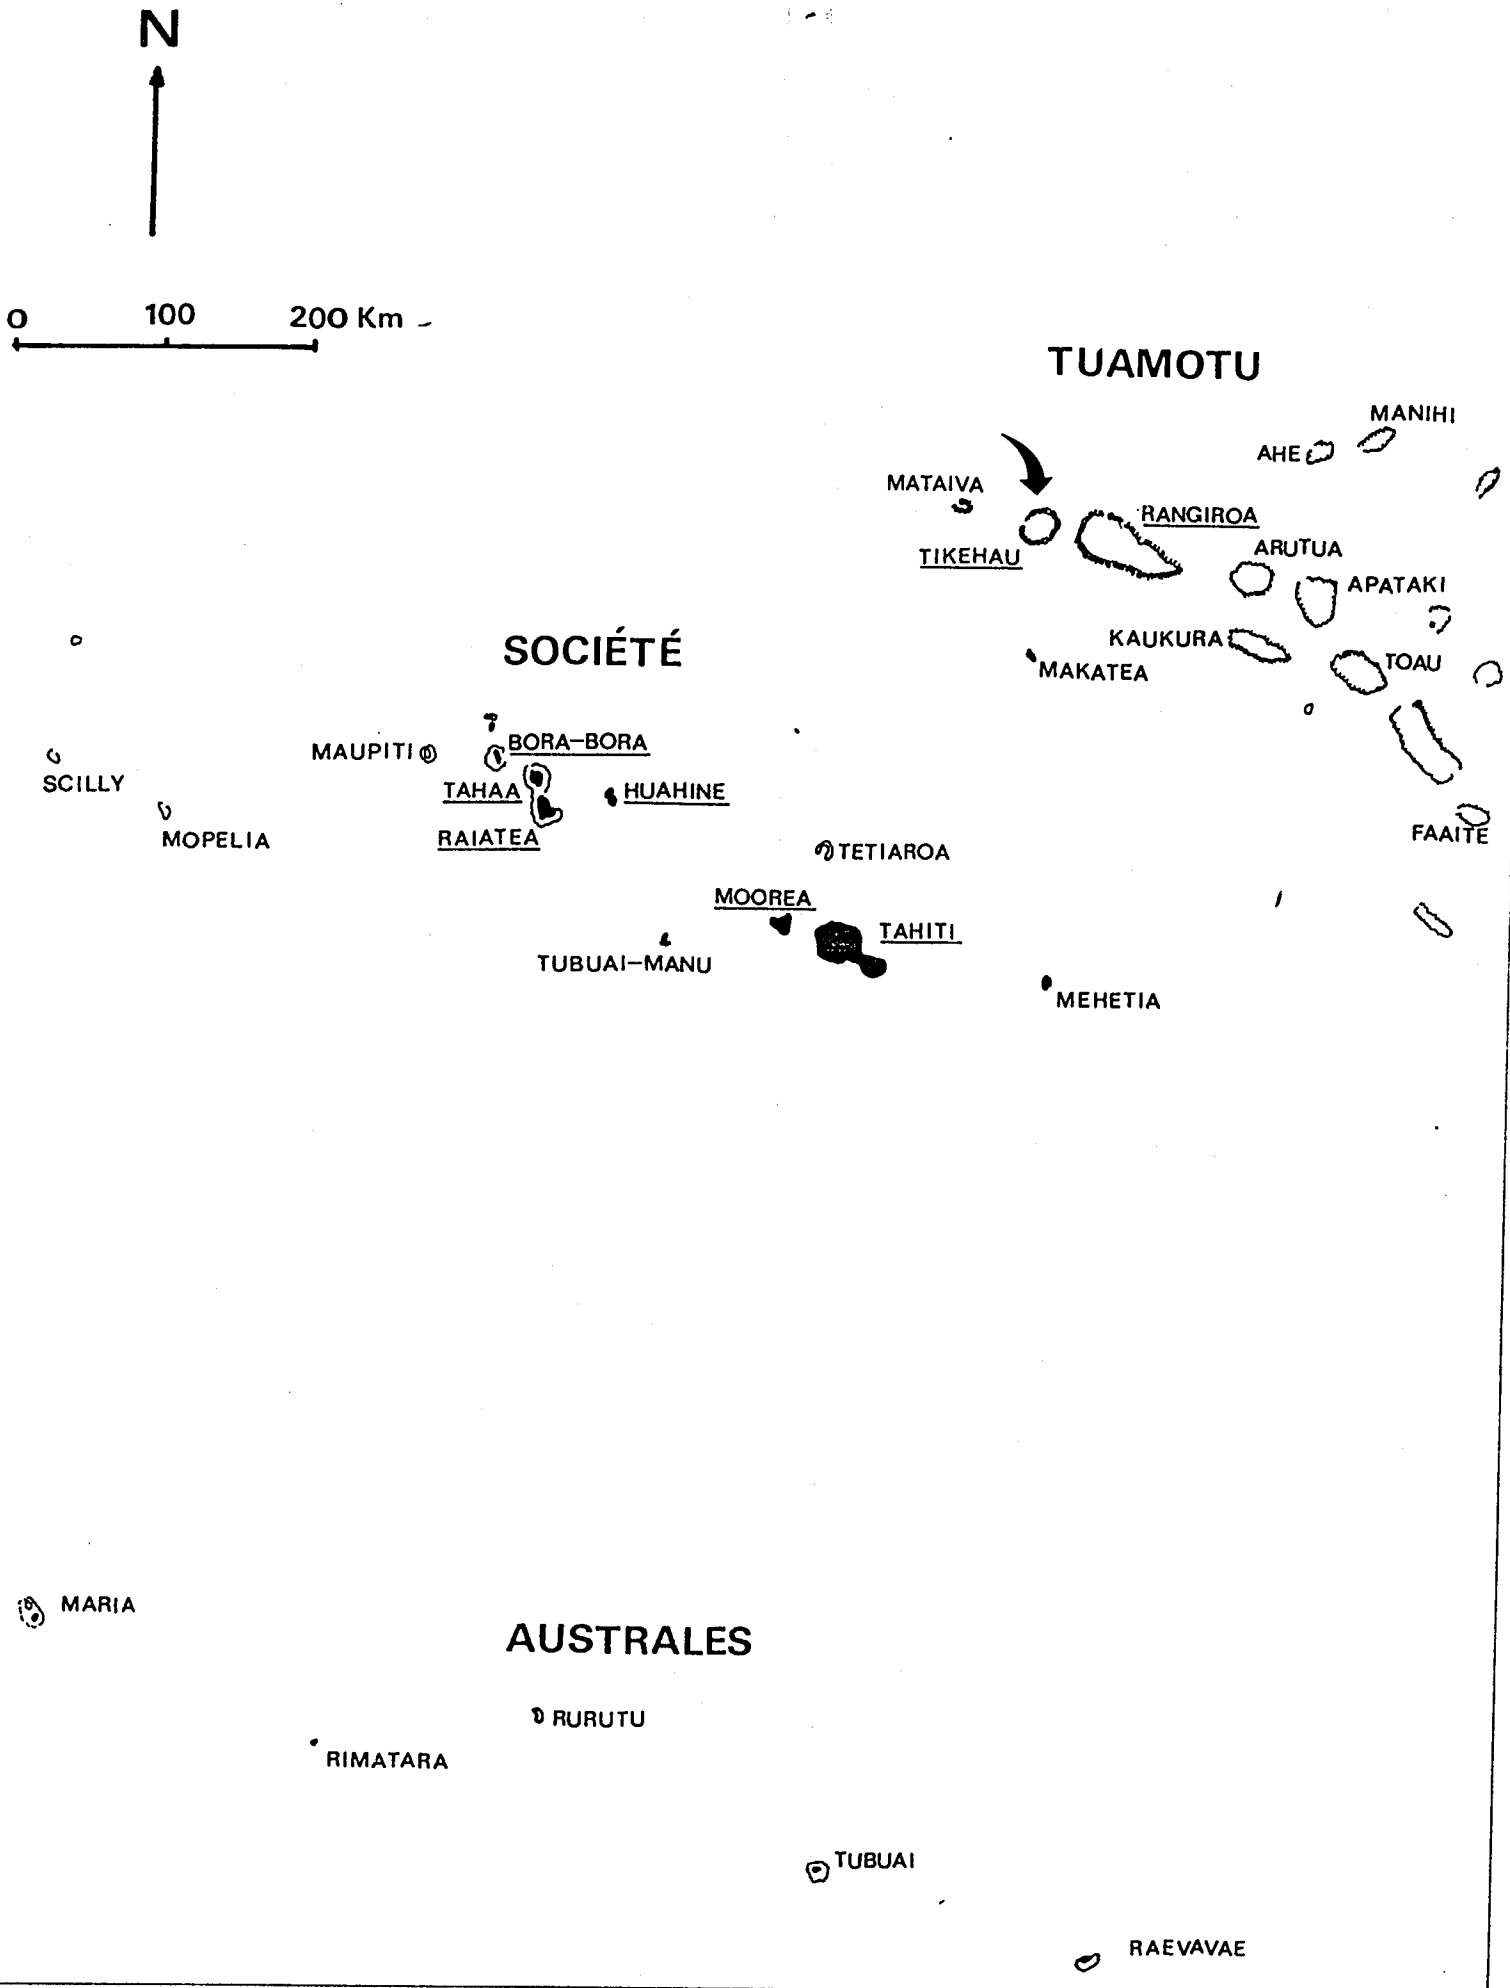 N
0 100 200 Km
TUAMOTU
MANIHI
AHE
MATAIVA
RANGIROA
TIKEHAU
ARUTUA
APATAKI
KAUKURA
TOAU
MAKATEA
SOCIÉTÉ
MAUPITI
BORA-BORA
SCILLY
TAHAA
HUAHINE
MOPELIA
RAIATEA
FAAITE
TETIAROA
MOOREA
TAHITI
TUBUAI-MANU
MEHETIA
MARIA
AUSTRALES
RURUTU
RIMATARA
TUBUAI
RAEVAVAE